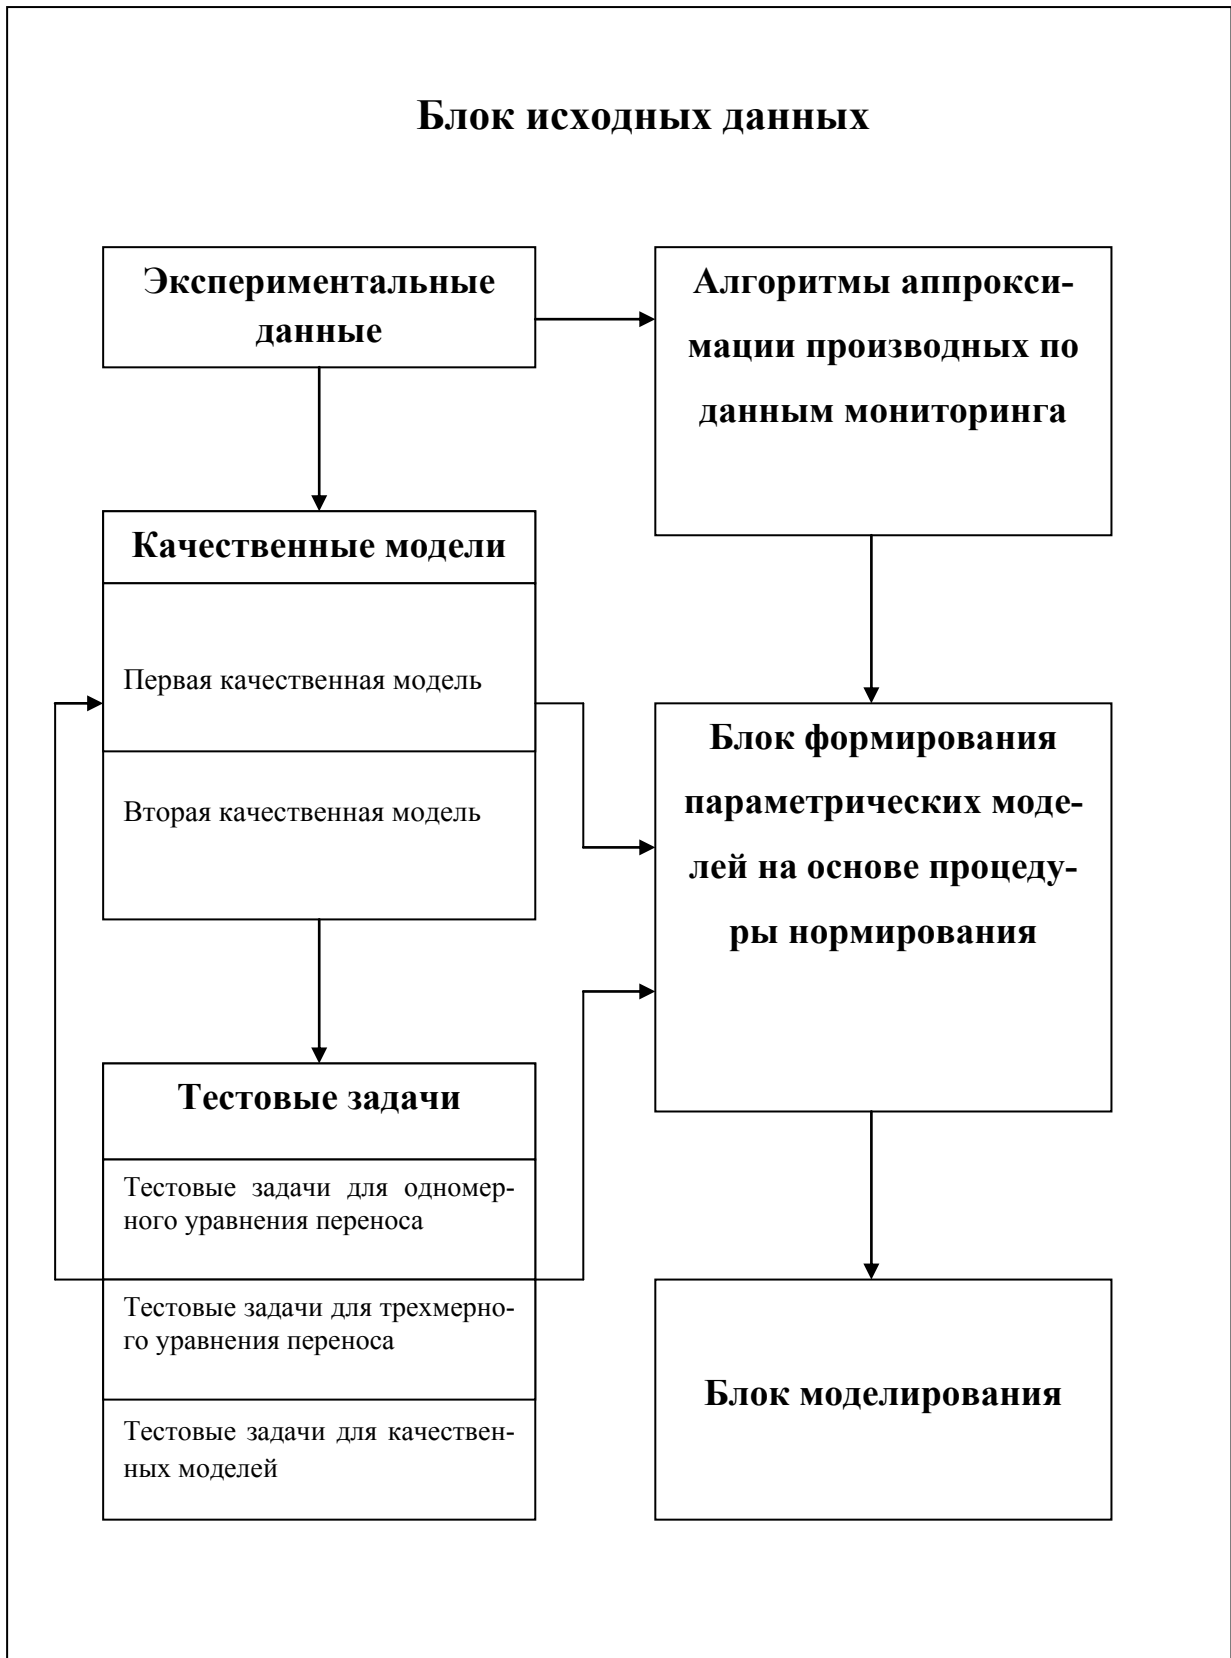 Блок исходных данных
Экспериментальные
данные
Алгоритмы аппрокси-
мации производных по
данным мониторинга
Качественные модели
Первая качественная модель
Вторая качественная модель
Блок формирования
параметрических моде-
лей на основе процеду-
ры нормирования
Тестовые задачи
Тестовые задачи для одномер-
ного уравнения переноса
Тестовые задачи для трехмерно-
го уравнения переноса
Тестовые задачи для качествен-
ных моделей
Блок моделирования